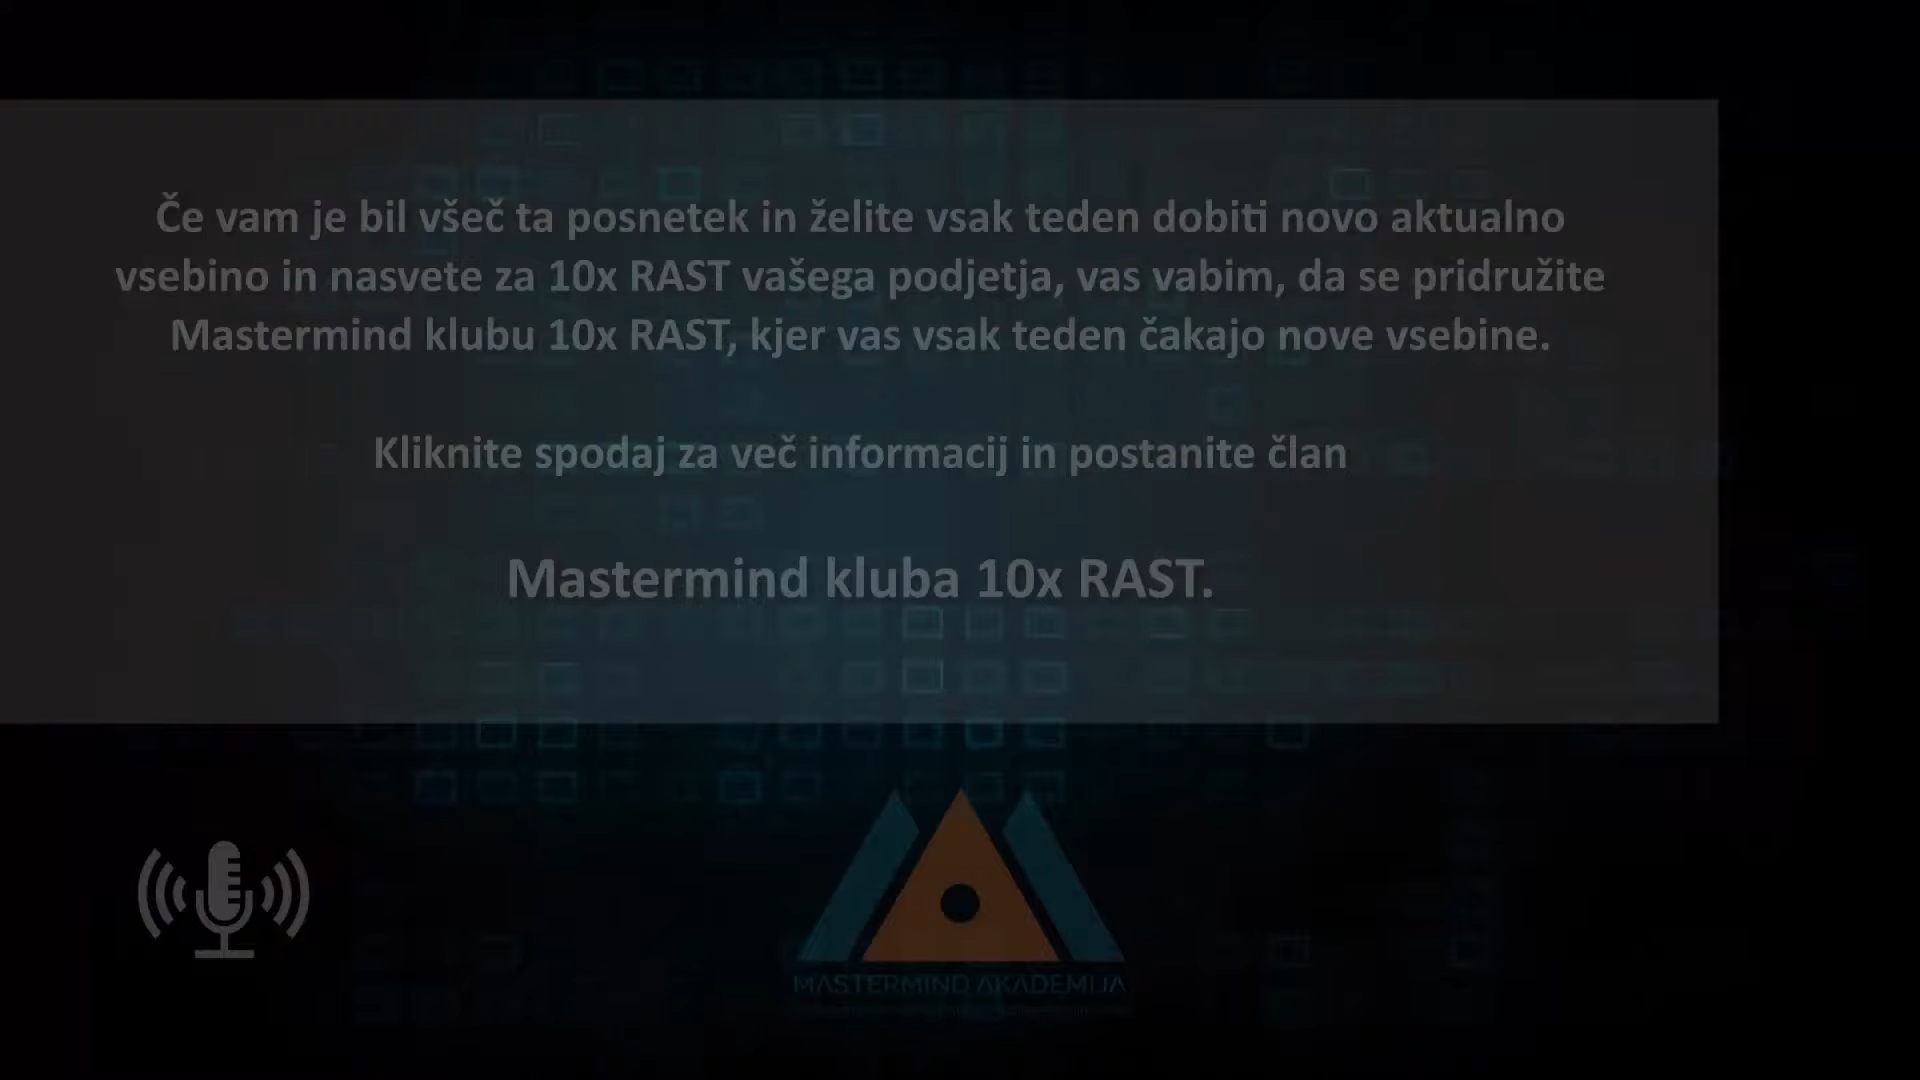 Če vam je bil všeč ta posnetek in želite vsak teden dobiti novo aktualno
vsebino in nasvete za 10x RAST vašega podjetja, vas vabim, da se pridružite
Mastermind klubu 10x RAST, kjer vas vsak teden čakajo nove vsebine.
Kliknite spodaj za več informacij in postanite član
Mastermind kluba 10x RAST.
MASTERMIND AKADEMIJA